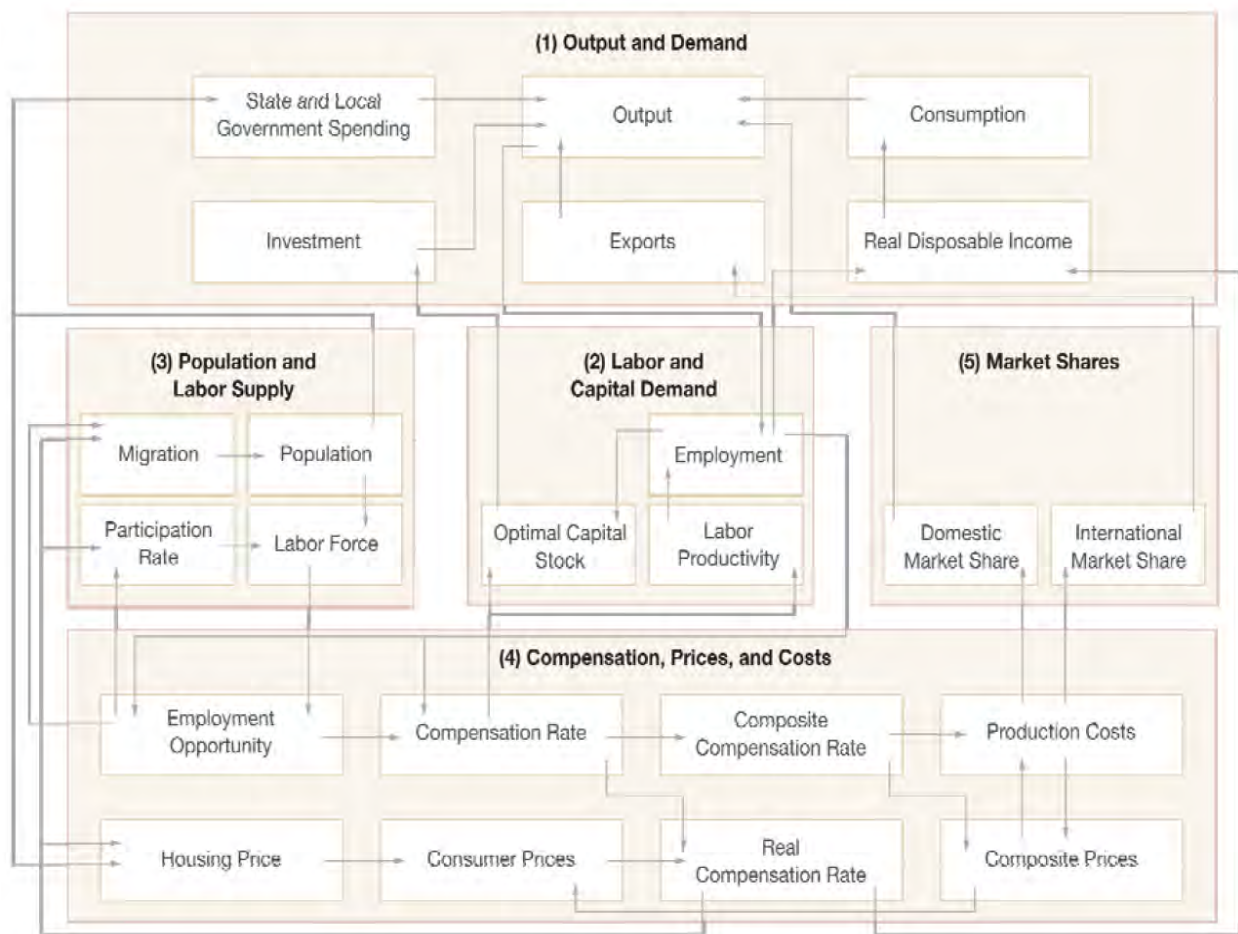 (1) Output and Demand
State and Local
Government Spending
Output
Consumption
Investment
Exports
Real Disposable Income
(3) Population and
Labor Supply
Migration
Population
Participation
Rate
Labor Force
(2) Labor and
Capital Demand
Employment
Optimal Capital
Stock
Labor
Productivity
(5) Market Shares
Domestic
Market Share
International
Market Share
(4) Compensation, Prices, and Costs
Employment
Opportunity
Compensation Rate
Composite
Compensation Rate
Production Costs
Housing Price
Consumer Prices
Real
Compensation Rate
Composite Prices